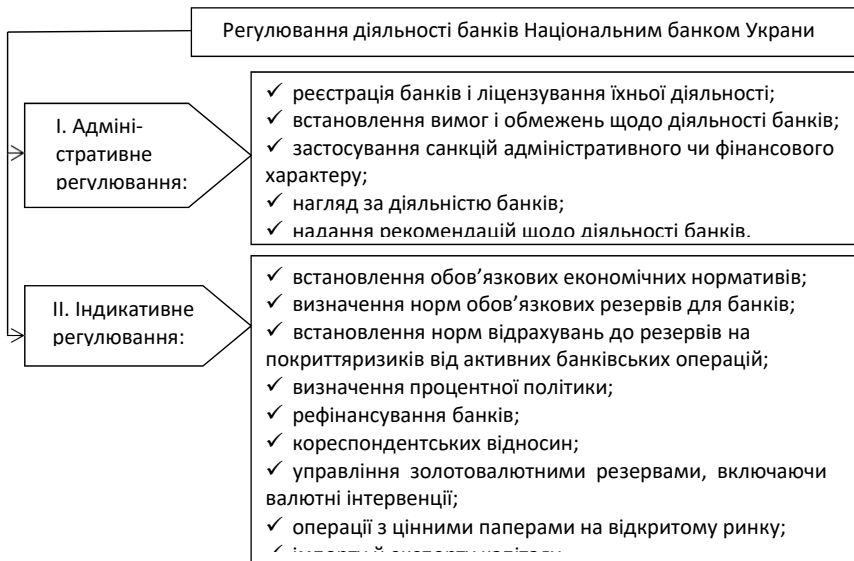 Регулювання діяльності банків Національним банком Украни
І. Адміні-
стративне
регулювання:
✓ реєстрація банків і ліцензування їхньої діяльності;
✓ встановлення вимог і обмежень щодо діяльності банків;
✓ застосування санкцій адміністративного чи фінансового
характеру;
✓ нагляд за діяльністю банків;
✓ надання рекомендацій щодо діяльності банків.
ІІ. Індикативне
регулювання:
✓ встановлення обов’язкових економічних нормативів;
✓ визначення норм обов’язкових резервів для банків;
✓ встановлення норм відрахувань до резервів на
покриттяризиків від активних банківських операцій;
✓ визначення процентної політики;
✓ рефінансування банків;
✓ кореспондентських відносин;
✓ управління золотовалютними резервами, включаючи
валютні інтервенції;
✓ операції з цінними паперами на відкритому ринку;